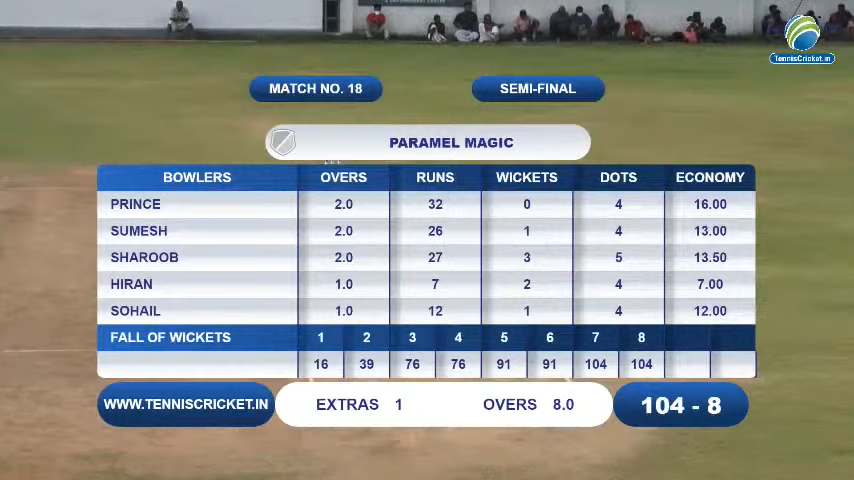 TennisCricket.in
MATCH NO. 18 SEMI-FINAL
PARAMEL MAGIC
BOWLERS OVERS RUNS WICKETS DOTS ECONOMY
PRINCE 2.0 32 0 4 16.00
SUMESH 2.0 26 1 4 13.00
SHAROOB 2.0 27 3 5 13.50
HIRAN 1.0 7 2 4 7.00
SOHAIL 1.0 12 1 4 12.00
FALL OF WICKETS 1 2 3 4 5 6 7 8
16 39 76 76 91 91 104 104
WWW.TENNISCRICKET.IN EXTRAS 1 OVERS 8.0 104 - 8